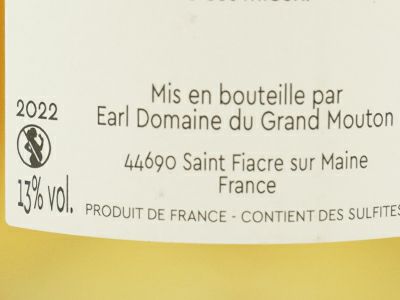 Mis en bouteille par
Earl Domaine du Grand Mouton
44690 Saint Fiacre sur Maine
France
PRODUIT DE FRANCE - CONTIENT DES SULFITES
2022
13% vol.